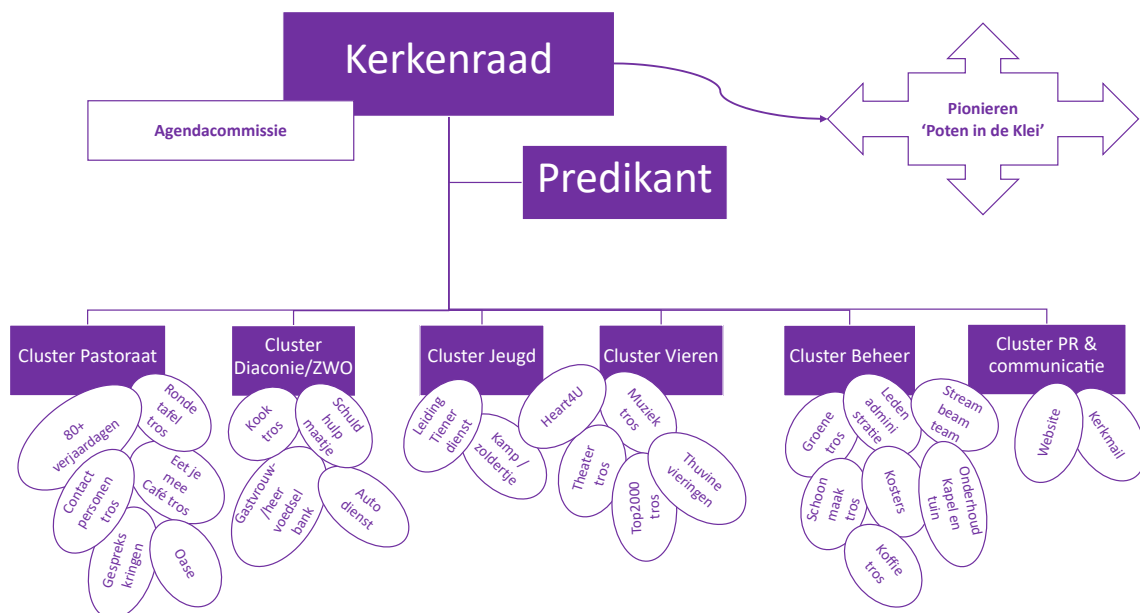 Kerkenraad
Agendacommissie
Pionieren
‘Poten in de Klei’
Predikant
Cluster Pastoraat
Cluster
Diaconie/ZWO
Cluster Jeugd
Cluster Vieren
Cluster Beheer
Cluster PR &
communicatie
80+
verjaardagen
Ronde
tafel
tros
Contact
personen
tros
Eet je
mee
Café tros
Gespreks
kringen
Oase
Kook
tros
Schuld
hulp
maatje
Gastvrouw-
/heer
voedsel
bank
Auto
dienst
Leiding
Tiener
dienst
Kamp /
zoldertje
Heart4U
Muziek
tros
Theater
tros
Top2000
tros
Thuvine
vieringen
Groene
tros
Leden
admini
stratie
Stream
beam
team
Schoon
maak
tros
Kosters
Onderhoud
Kapel en
tuin
Koffie
tros
Website
Kerkmail